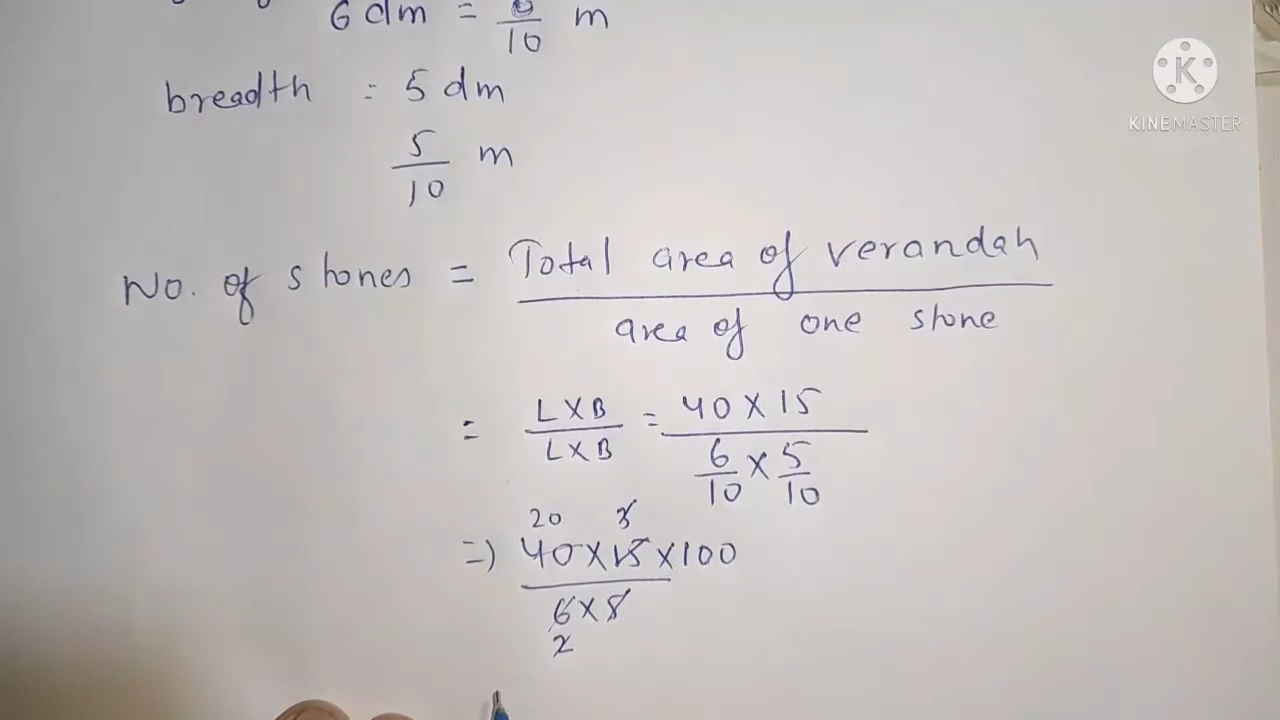 6 dm = 6/10 m
breadth = 5 dm
5/10 m
No. of stones = Total area of verandah / area of one stone
= L×B / L×B = 40×15 / 6/10 × 5/10
20 3
=) 40×15×100 / 6×5
2
KINEMASTER